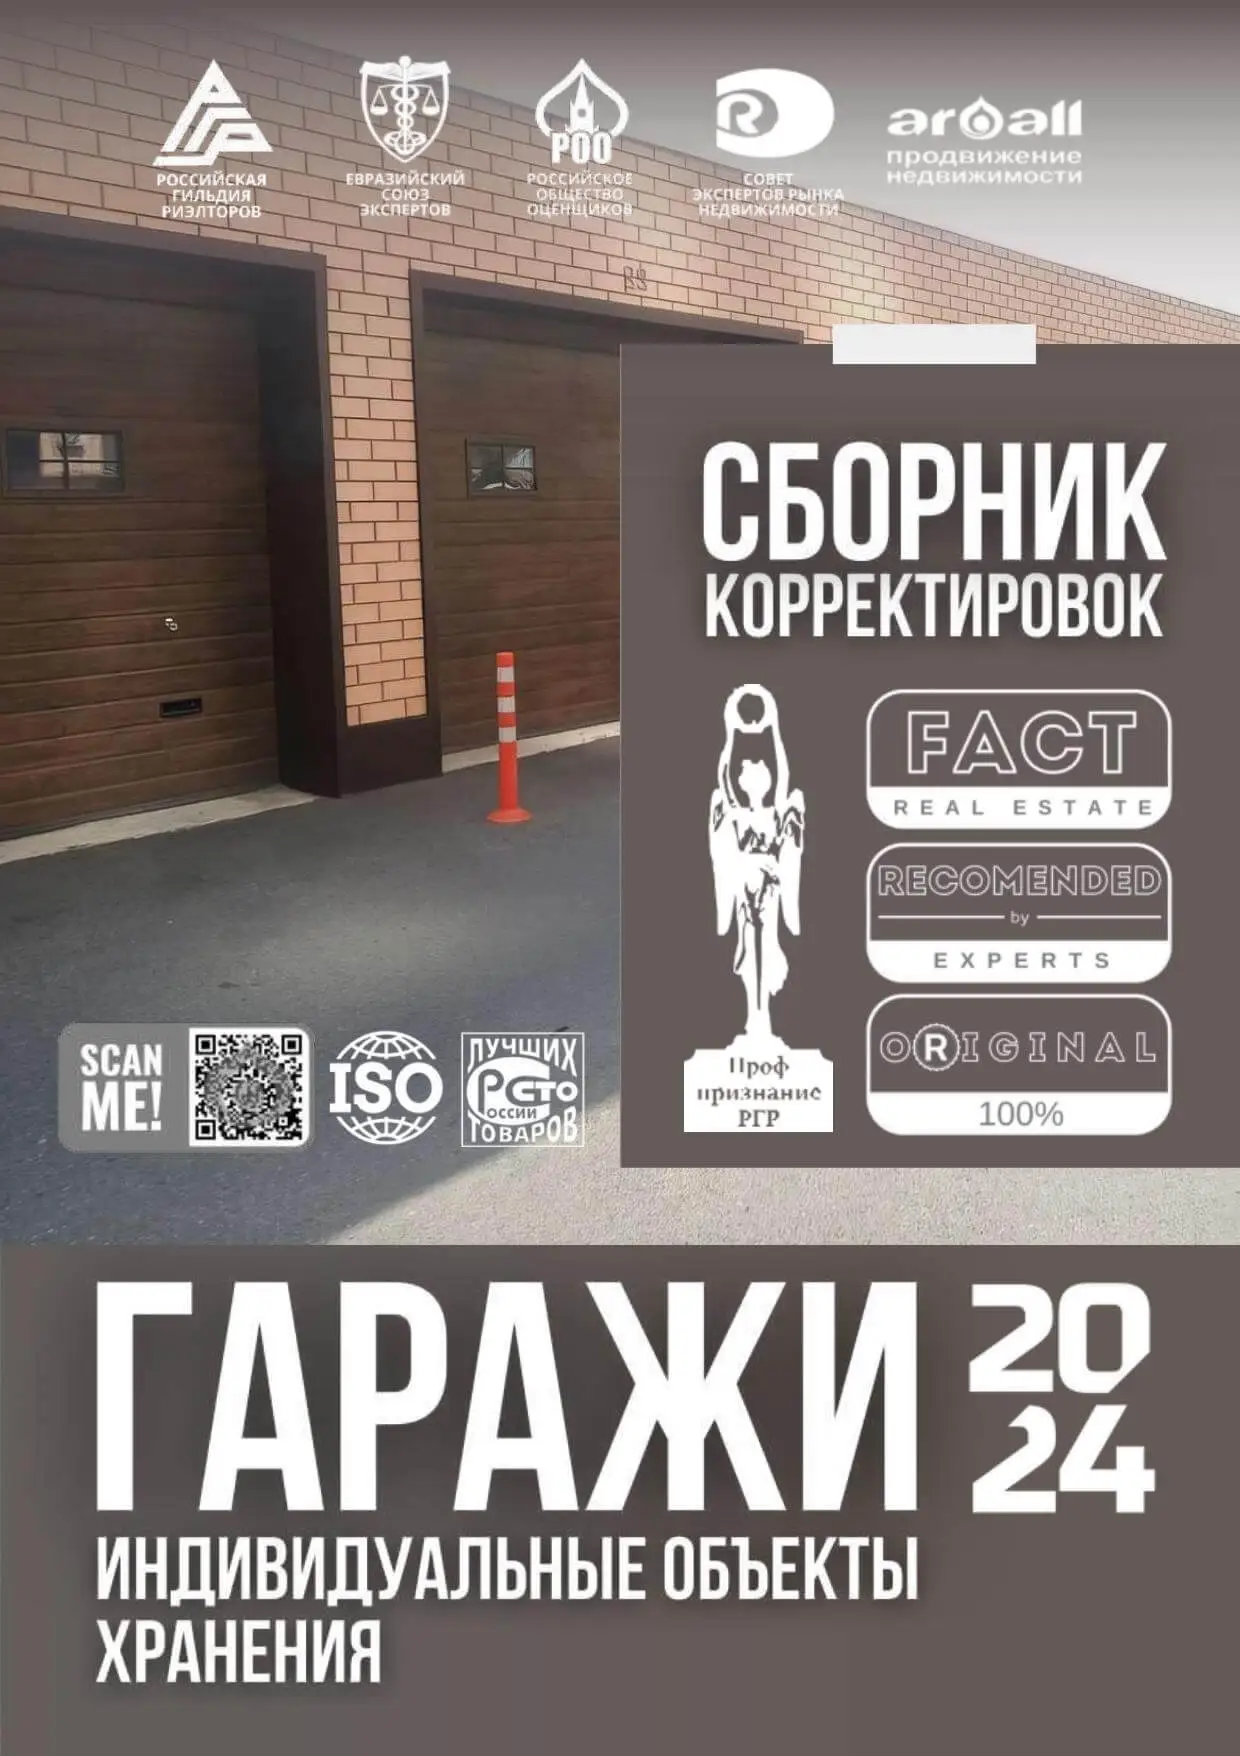 РОССИЙСКАЯ
ГИЛЬДИЯ
РИЭЛТОРОВ
ЕВРАЗИЙСКИЙ
СОЮЗ
ЭКСПЕРТОВ
РОО
РОССИЙСКОЕ
ОБЩЕСТВО
ОЦЕНЩИКОВ
R
СОВЕТ
ЭКСПЕРТОВ РЫНКА
НЕДВИЖИМОСТИ
aroall
продвижение
недвижимости
СБОРНИК
КОРРЕКТИРОВОК
FACT
REAL ESTATE
RECOMENDED
by
EXPERTS
ORIGINAL
100%
Проф
признание
РГР
SCAN
ME!
ISO
ЛУЧШИХ
СТО
РОССИИ
ТОВАРОВ
ГАРАЖИ
2024
ИНДИВИДУАЛЬНЫЕ ОБЪЕКТЫ
ХРАНЕНИЯ